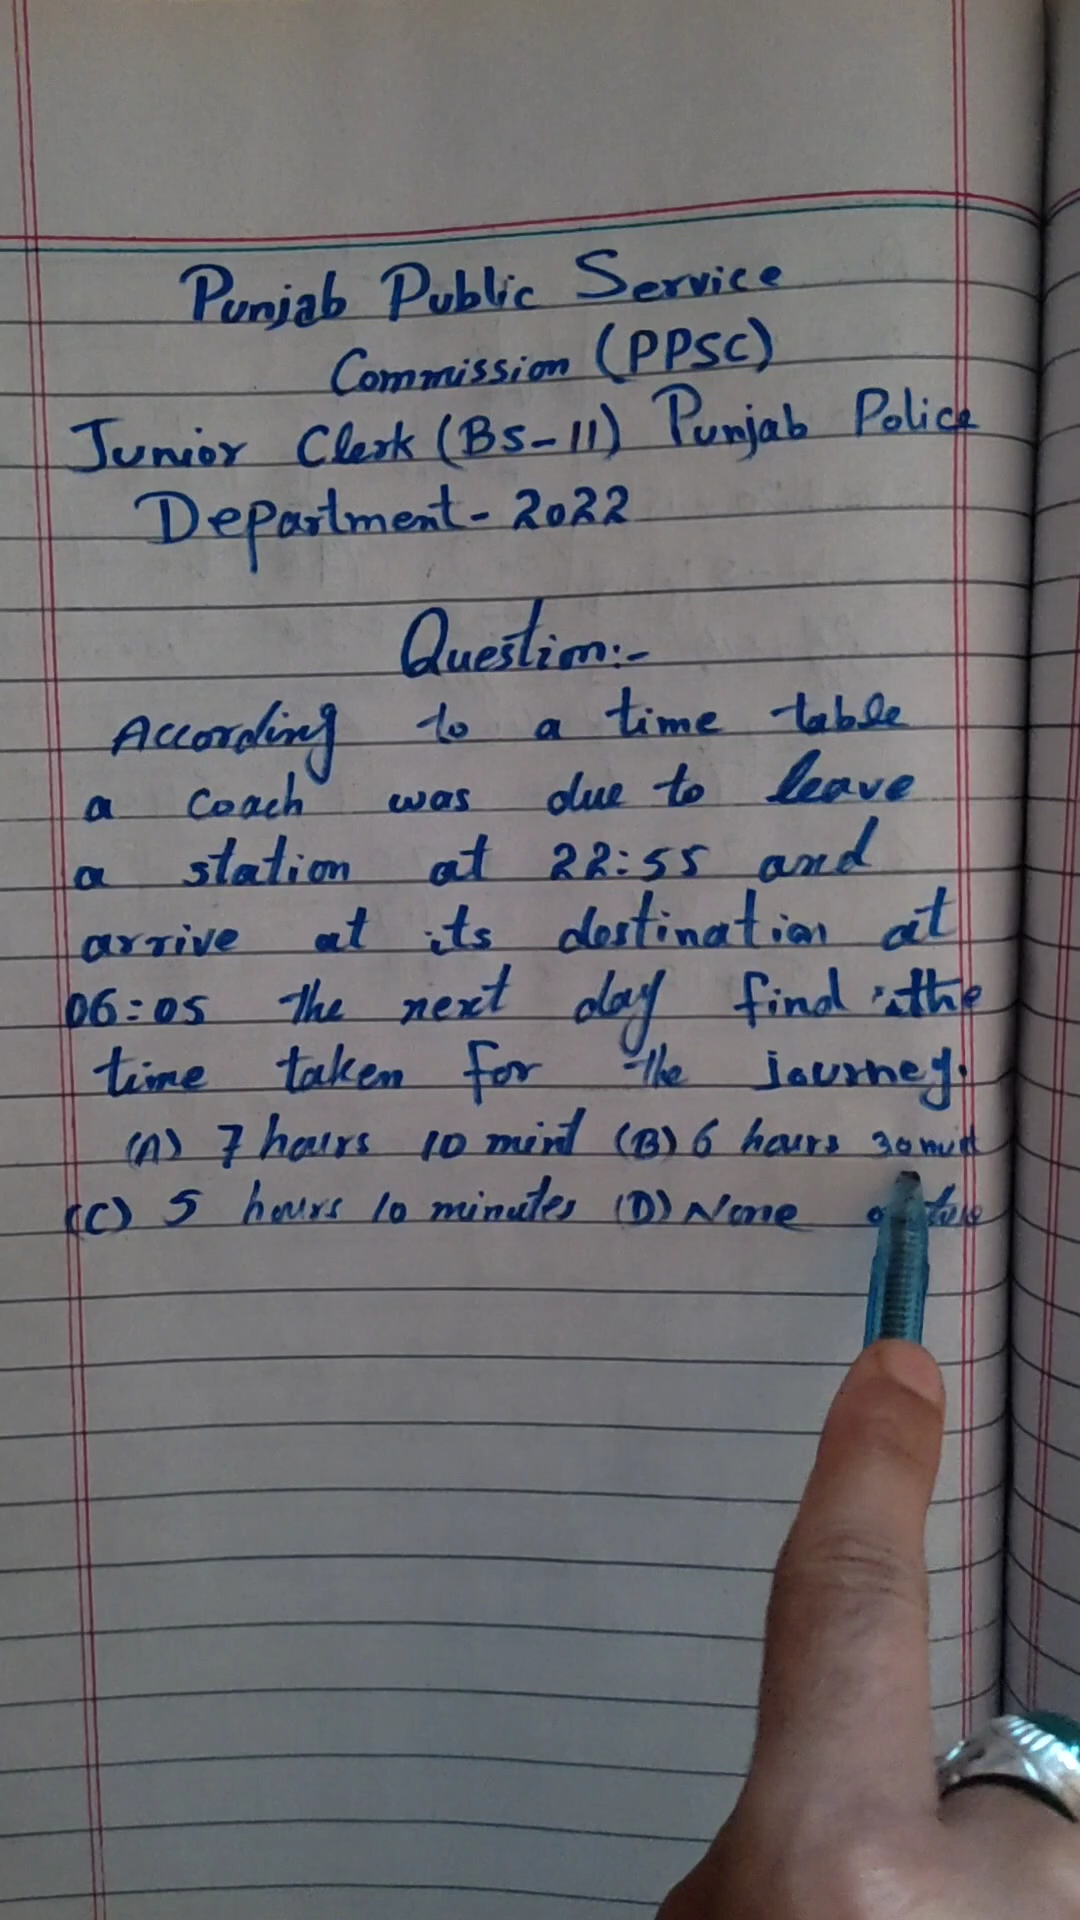 Punjab Public Service
Commission (PPSC)
Junior Clerk (BS-11) Punjab Police
Department - 2022
Question:-
According to a time table
a coach was due to leave
a station at 22:55 and
arrive at its destination at
06:05 the next day find the
time taken for the journey.
(A) 7 hours 10 mint (B) 6 hours 30 mint
(C) 5 hours 10 minutes (D) None